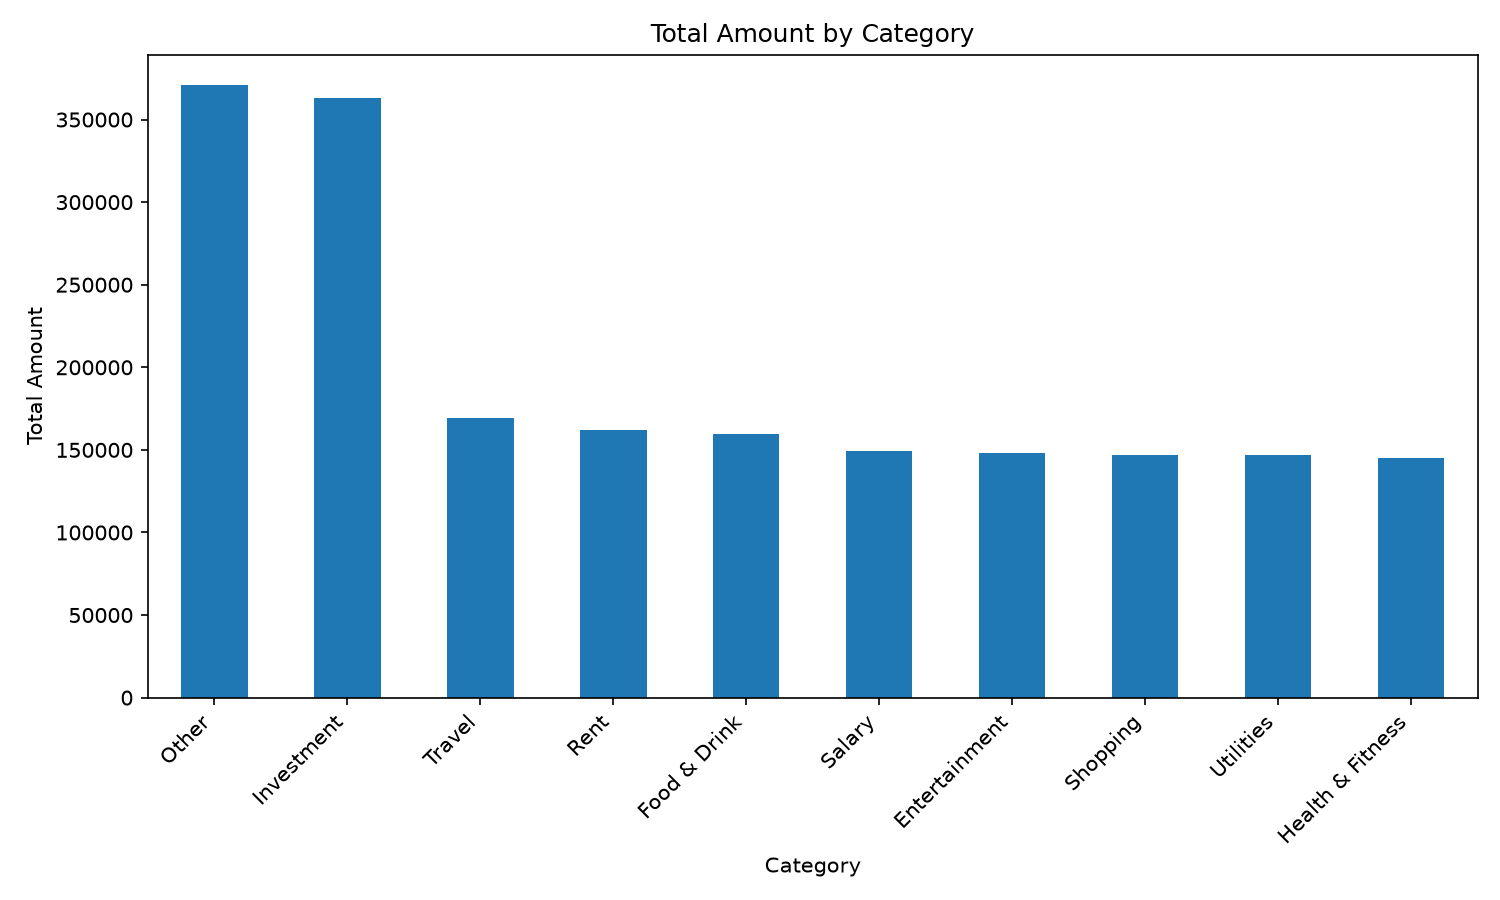 Total Amount by Category
Total Amount
350000
300000
250000
200000
150000
100000
50000
0
Other
Investment
Travel
Rent
Food & Drink
Salary
Entertainment
Shopping
Utilities
Health & Fitness
Category